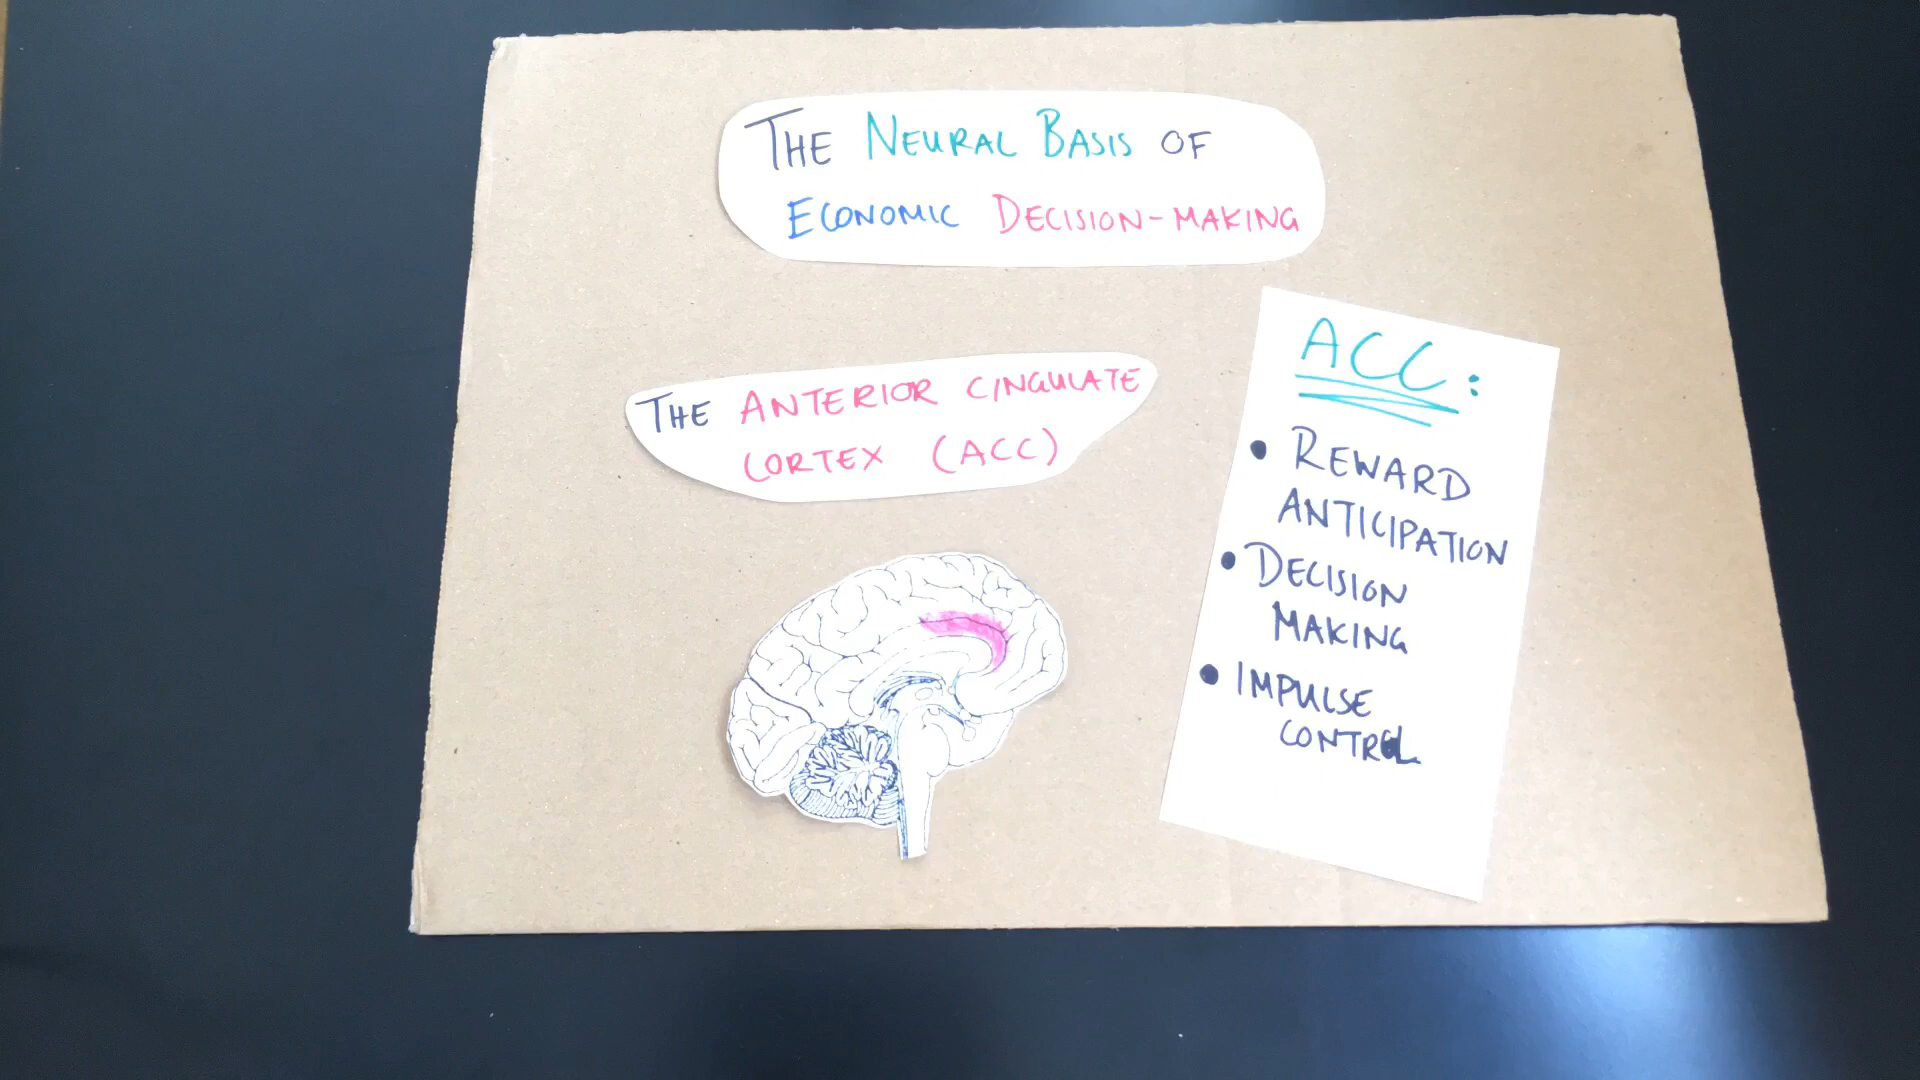 THE NEURAL BASIS OF
ECONOMIC DECISION-MAKING
THE ANTERIOR CINGULATE
CORTEX (ACC)
ACC:
• REWARD
ANTICIPATION
• DECISION
MAKING
• IMPULSE
CONTROL